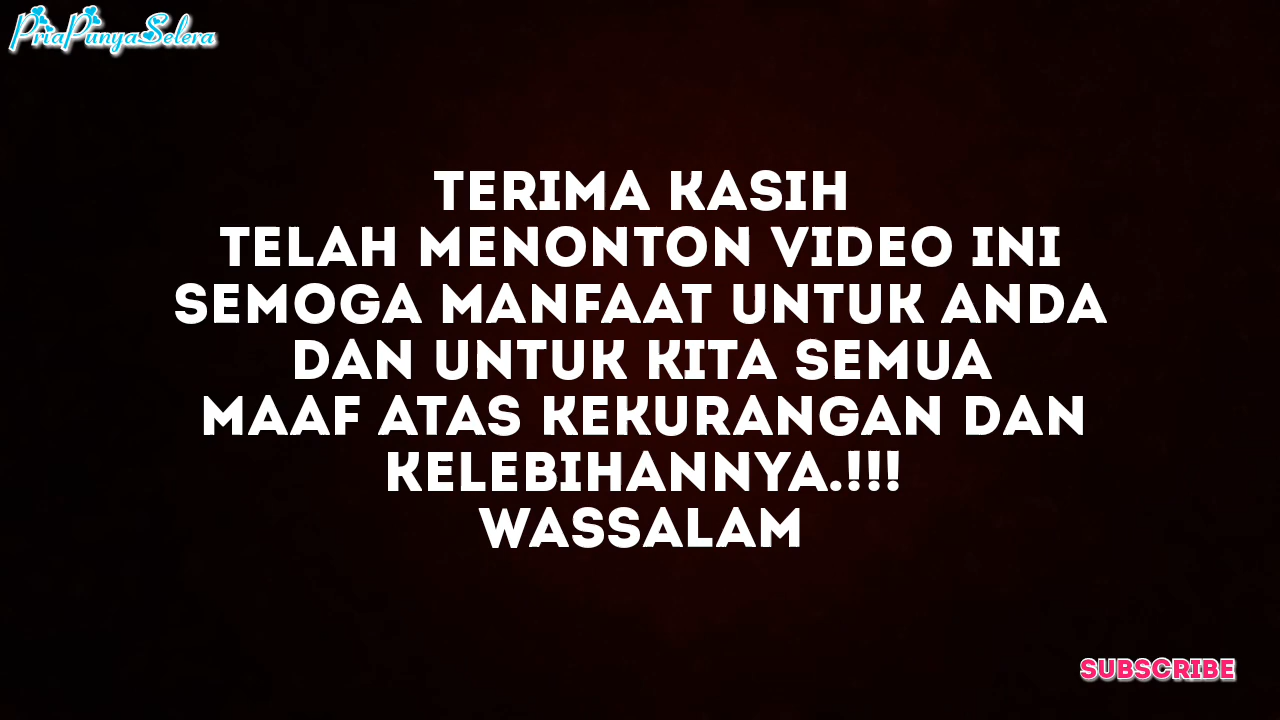 PriaPunyaSelera
TERIMA KASIH
TELAH MENONTON VIDEO INI
SEMOGA MANFAAT UNTUK ANDA
DAN UNTUK KITA SEMUA
MAAF ATAS KEKURANGAN DAN
KELEBIHANNYA.!!!
WASSALAM
SUBSCRIBE